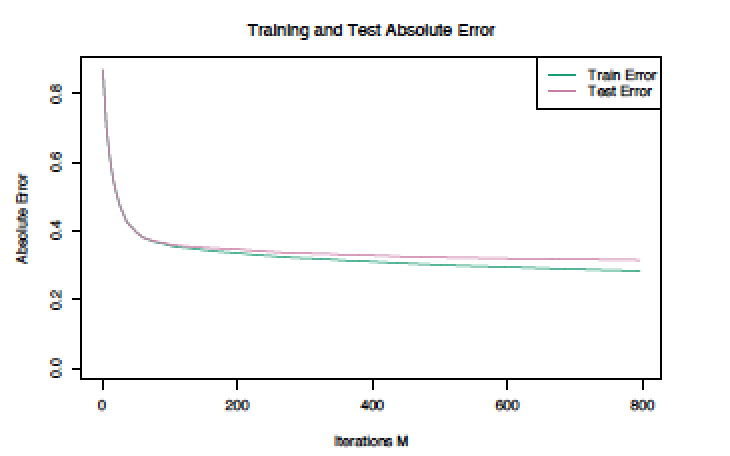 Training and Test Absolute Error
Train Error
Test Error
Absolute Error
0.8
0.6
0.4
0.2
0.0
0 200 400 600 800
Iterations M